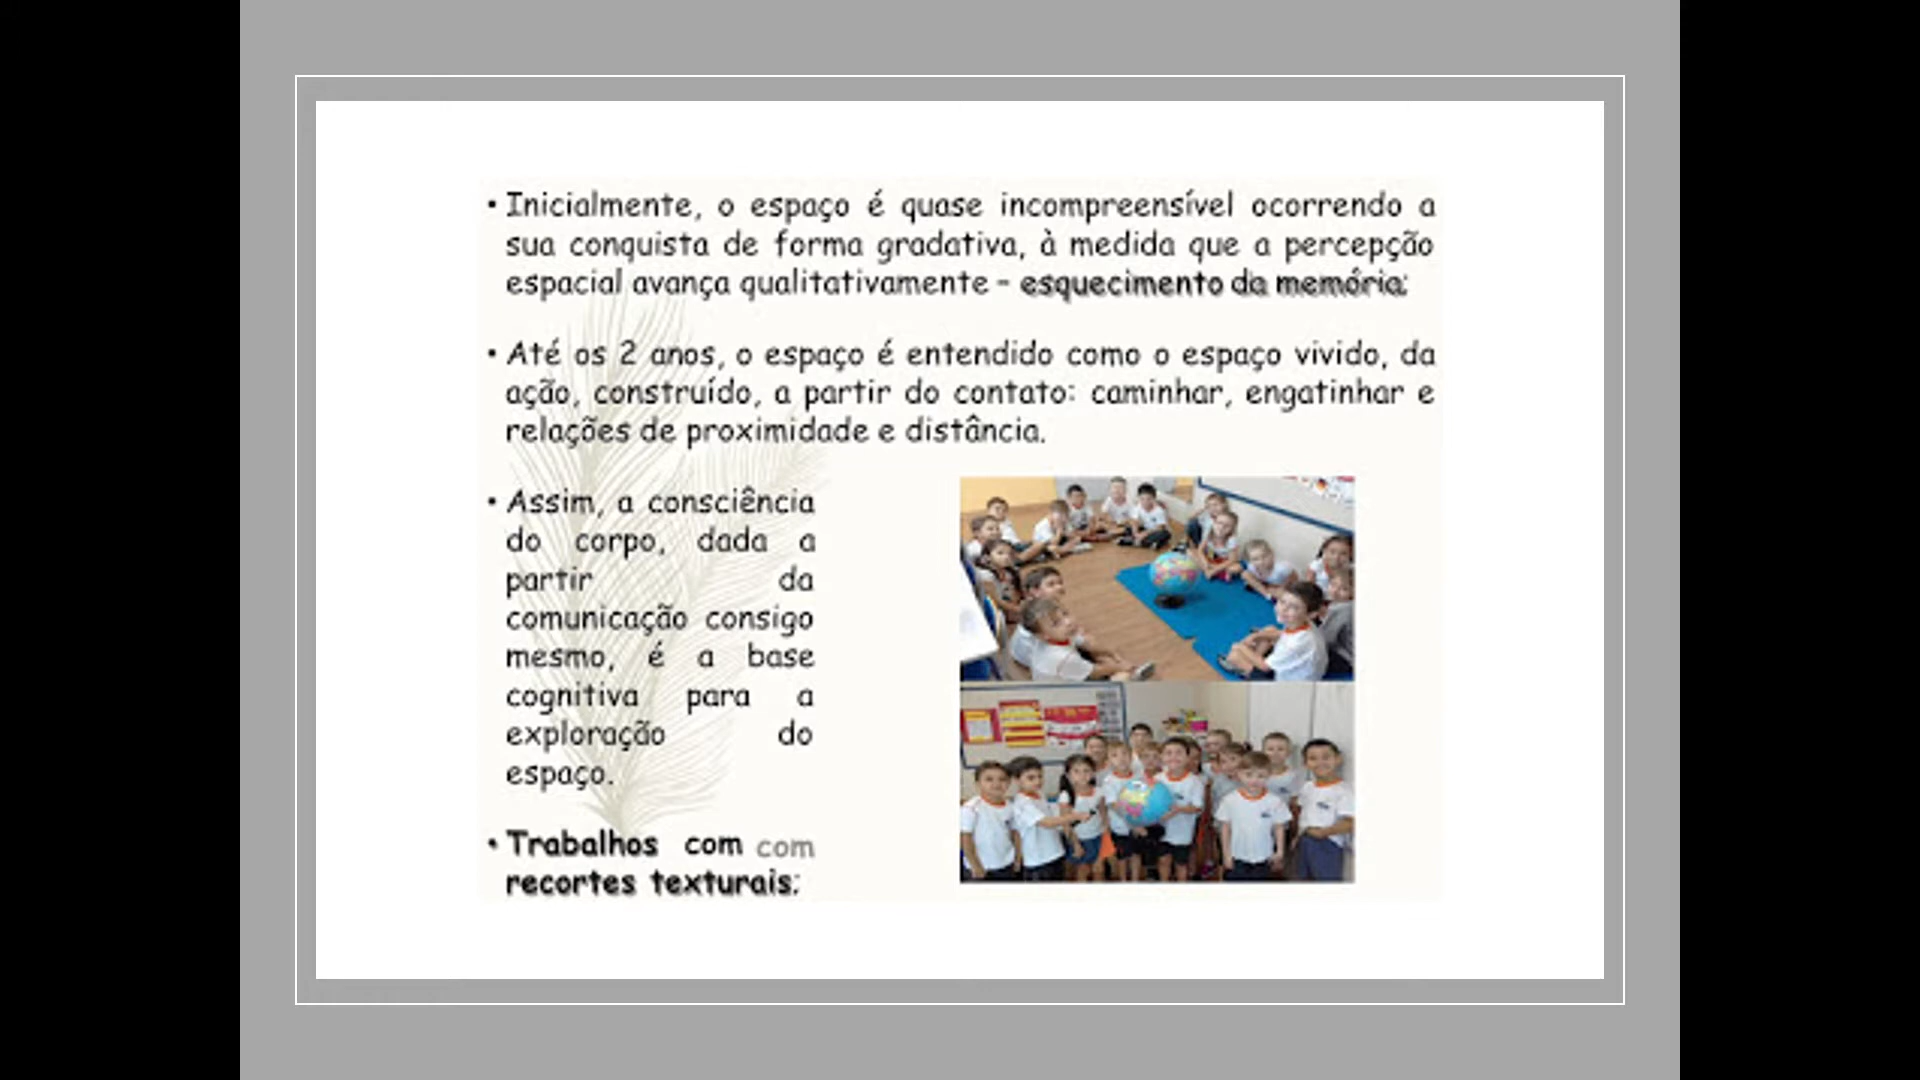 • Inicialmente, o espaço é quase incompreensível ocorrendo a
sua conquista de forma gradativa, à medida que a percepção
espacial avança qualitativamente – esquecimento da memória;
• Até os 2 anos, o espaço é entendido como o espaço vivido, da
ação, construído, a partir do contato: caminhar, engatinhar e
relações de proximidade e distância.
• Assim, a consciência
do corpo, dada a
partir da
comunicação consigo
mesmo, é a base
cognitiva para a
exploração do
espaço.
• Trabalhos com com
recortes texturais;